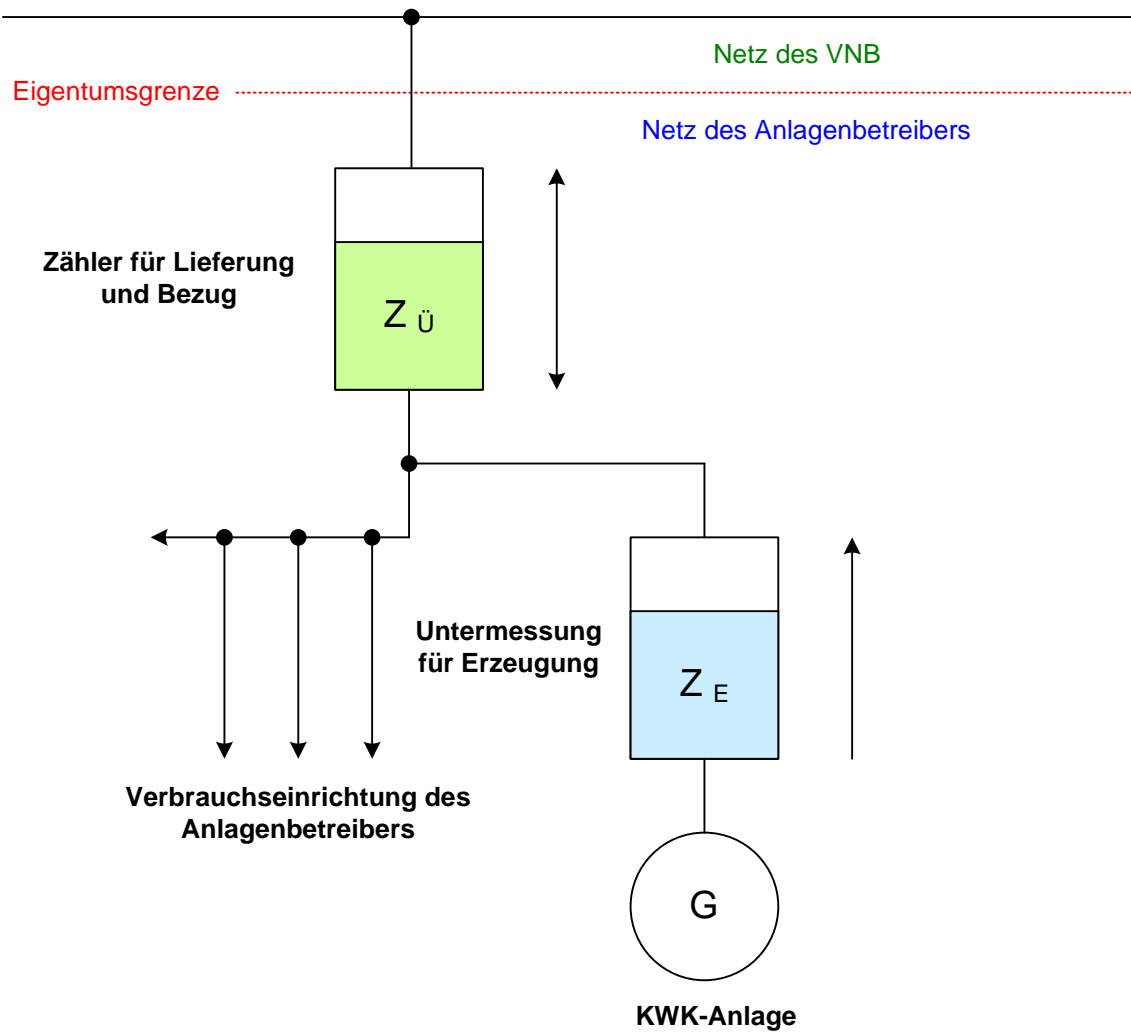 Netz des VNB
Eigentumsgrenze
Netz des Anlagenbetreibers
Zähler für Lieferung
und Bezug
Z Ü
Untermessung
für Erzeugung
Z E
Verbrauchseinrichtung des
Anlagenbetreibers
G
KWK-Anlage